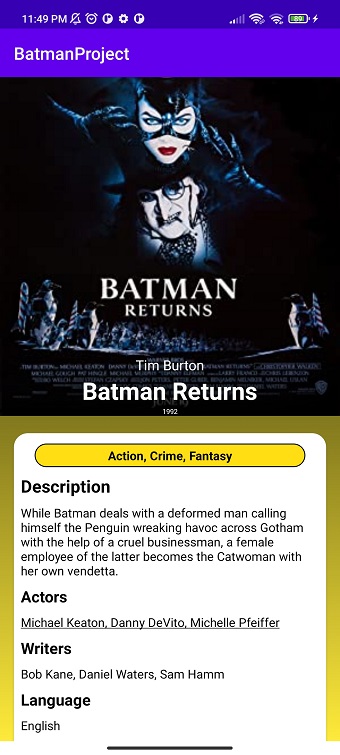 11:49 PM
89
BatmanProject
BATMAN
RETURNS
Tim Burton
Batman Returns
1992
Action, Crime, Fantasy
Description
While Batman deals with a deformed man calling
himself the Penguin wreaking havoc across Gotham
with the help of a cruel businessman, a female
employee of the latter becomes the Catwoman with
her own vendetta.
Actors
Michael Keaton, Danny DeVito, Michelle Pfeiffer
Writers
Bob Kane, Daniel Waters, Sam Hamm
Language
English